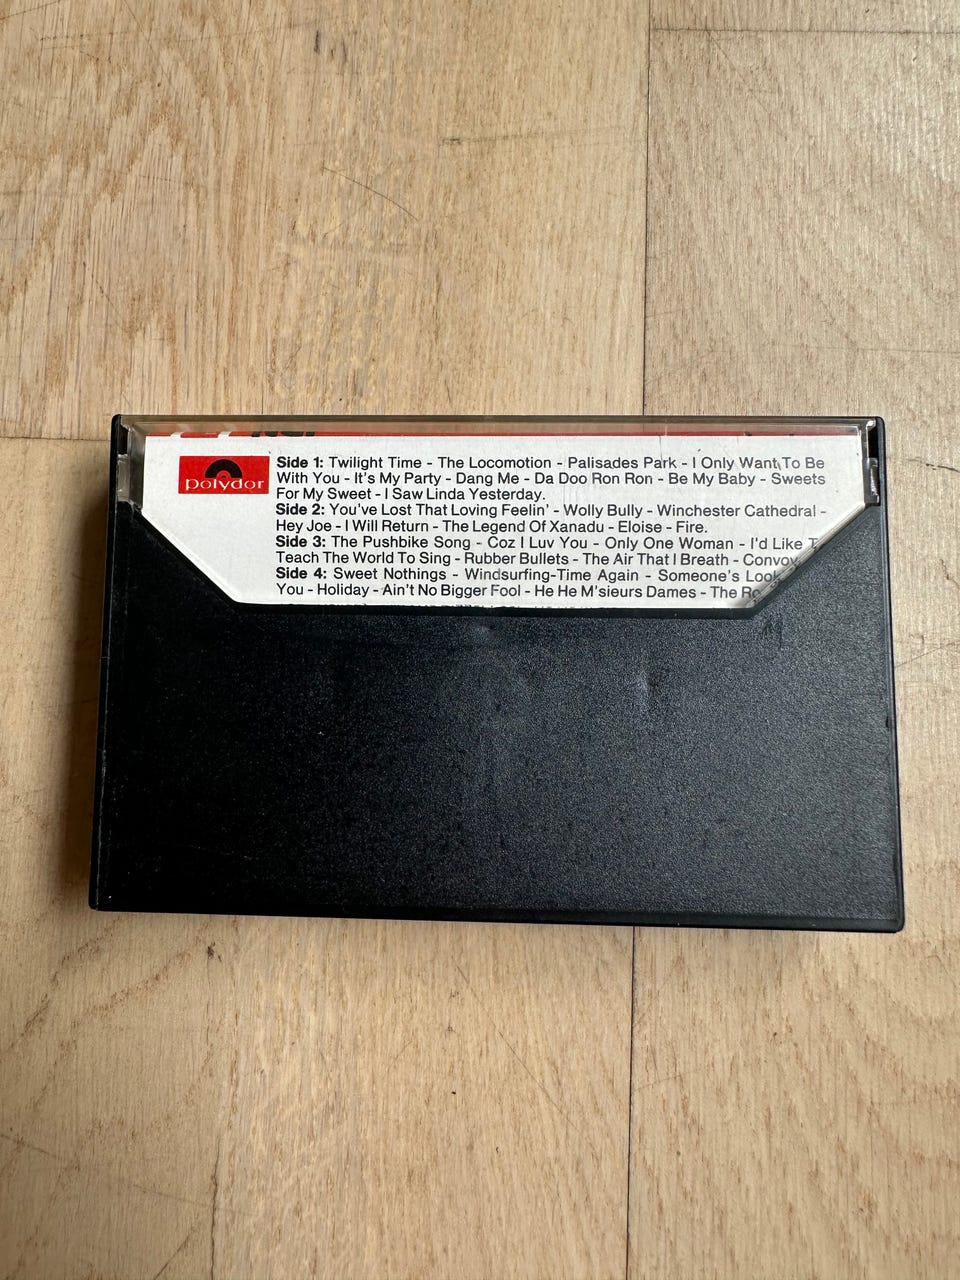 polydor
Side 1: Twilight Time - The Locomotion - Palisades Park - I Only Want To Be
With You - It's My Party - Dang Me - Da Doo Ron Ron - Be My Baby - Sweets
For My Sweet - I Saw Linda Yesterday.
Side 2: You've Lost That Loving Feelin' - Wolly Bully - Winchester Cathedral -
Hey Joe - I Will Return - The Legend Of Xanadu - Eloise - Fire.
Side 3: The Pushbike Song - Coz I Luv You - Only One Woman - I'd Like
Teach The World To Sing - Rubber Bullets - The Air That I Breath - Convoy
Side 4: Sweet Nothings - Windsurfing-Time Again - Someone's
You - Holiday - Ain't No Bigger Fool - He He M'sieurs Dames - The